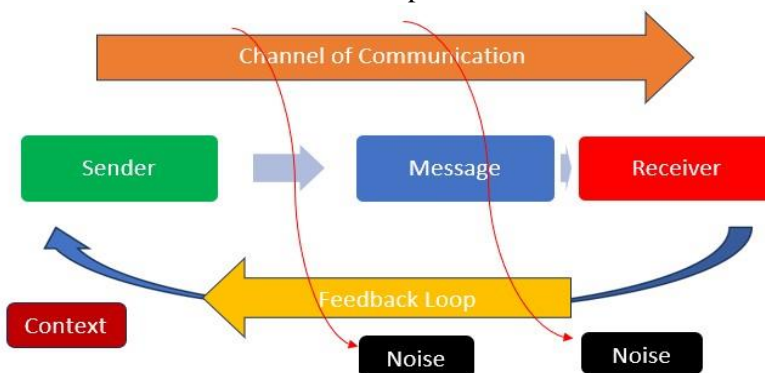 Channel of Communication
Sender
Message
Receiver
Feedback Loop
Context
Noise
Noise